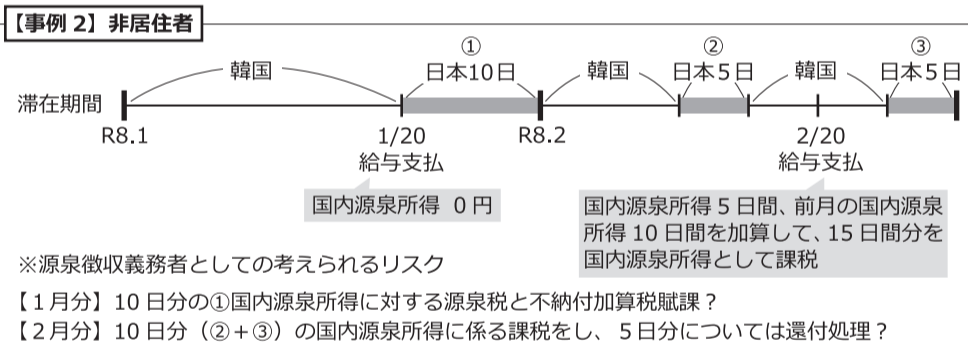 【事例2】非居住者
① ② ③
韓国 日本10日 韓国 日本5日 韓国 日本5日
滞在期間
R8.1 1/20 R8.2 2/20
給与支払 給与支払
国内源泉所得 0円
国内源泉所得5日間、前月の国内源泉
所得10日間を加算して、15日間分を
国内源泉所得として課税
※源泉徴収義務者としての考えられるリスク
【1月分】10日分の①国内源泉所得に対する源泉税と不納付加算税賦課？
【2月分】10日分（②＋③）の国内源泉所得に係る課税をし、5日分については還付処理？